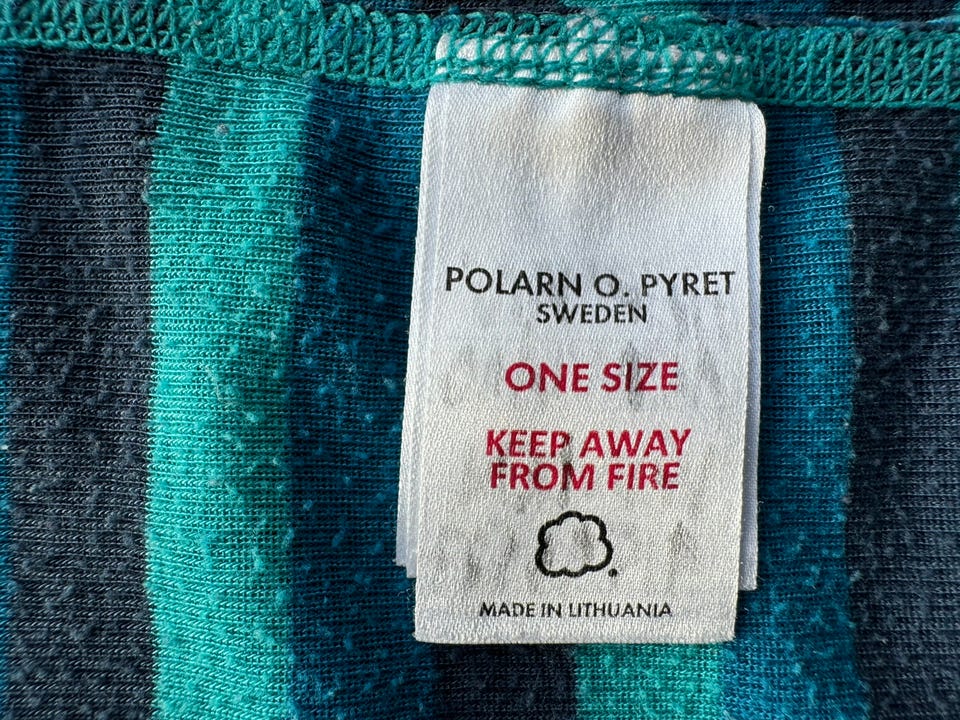 POLARN O. PYRET
SWEDEN
ONE SIZE
KEEP AWAY
FROM FIRE
MADE IN LITHUANIA